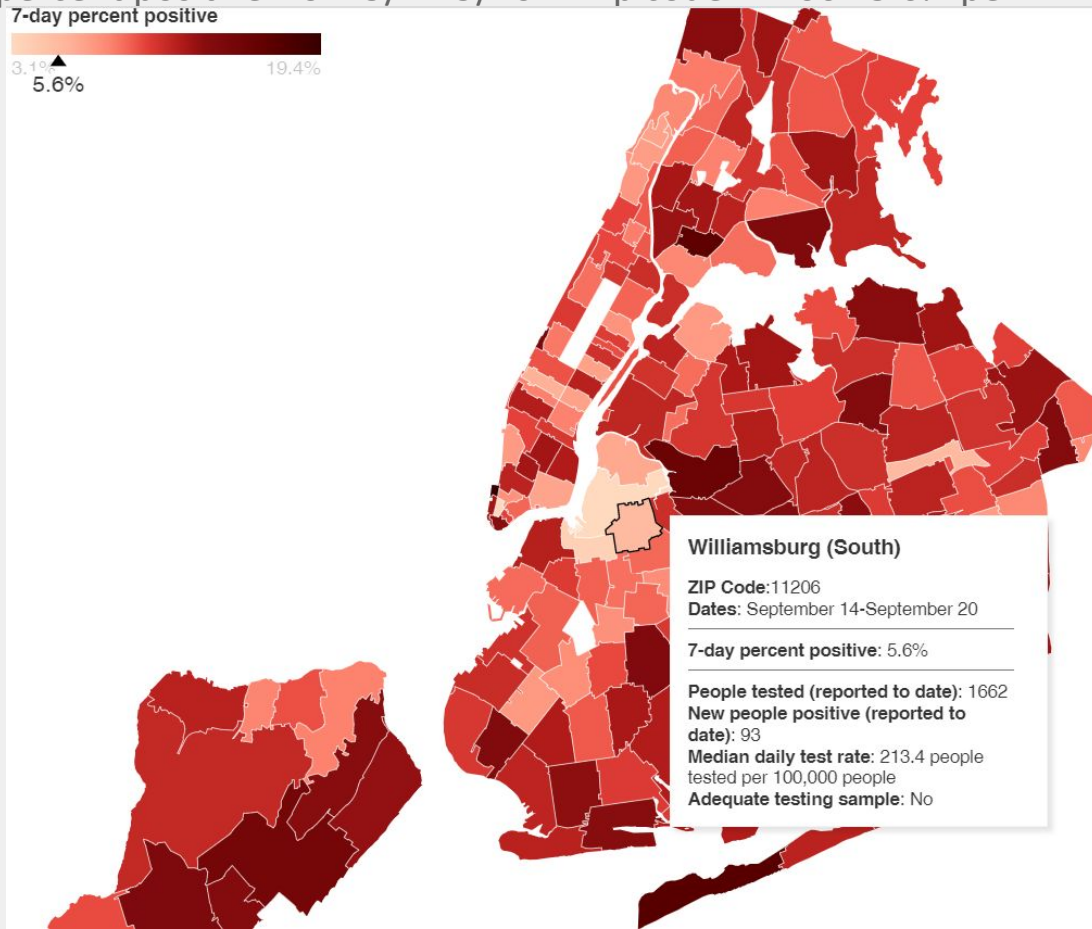 7-day percent positive
3.1%
19.4%
5.6%
Williamsburg (South)
ZIP Code:11206
Dates: September 14-September 20
7-day percent positive: 5.6%
People tested (reported to date): 1662
New people positive (reported to
date): 93
Median daily test rate: 213.4 people
tested per 100,000 people
Adequate testing sample: No